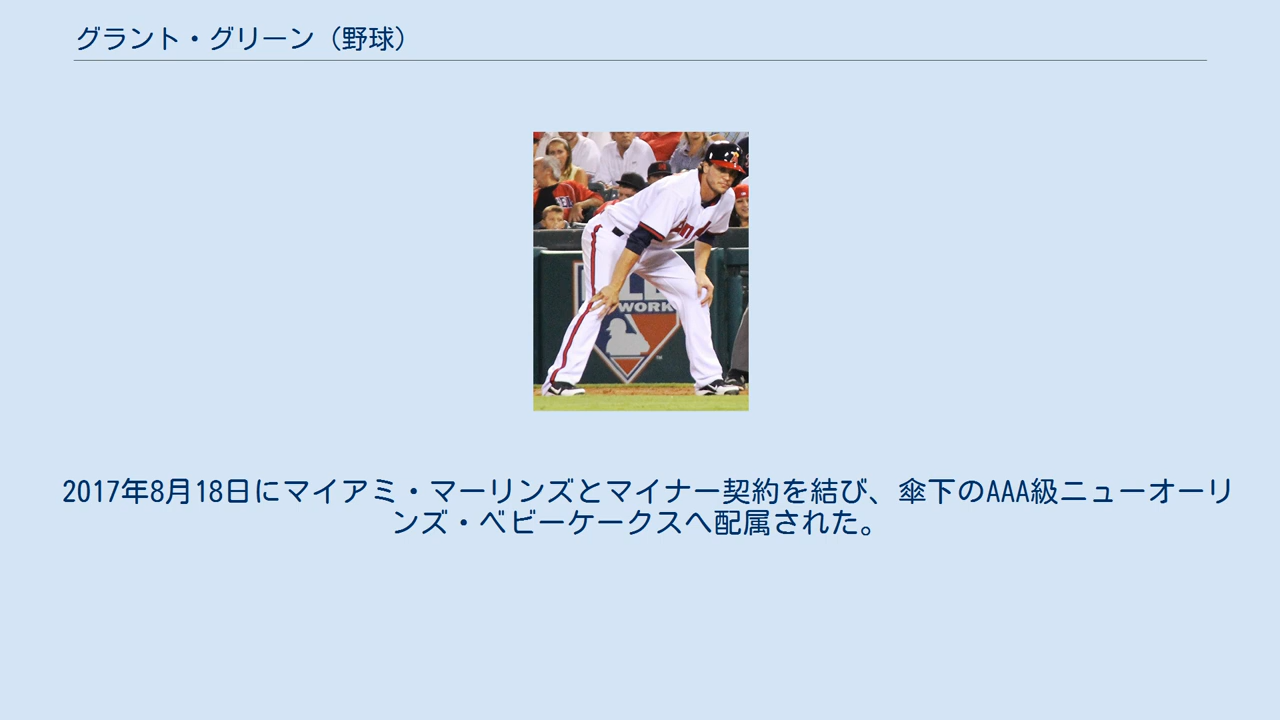 グラント・グリーン（野球）
WORK
2017年8月18日にマイアミ・マーリンズとマイナー契約を結び、傘下のAAA級ニューオーリ
ンズ・ベビーケークスへ配属された。